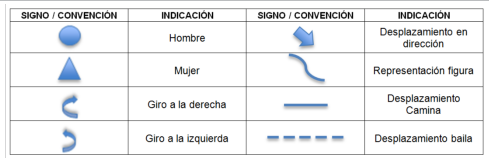 SIGNO / CONVENCIÓN INDICACIÓN SIGNO / CONVENCIÓN INDICACIÓN
Hombre
Desplazamiento en
dirección
Mujer
Representación figura
Giro a la derecha
Desplazamiento
Camina
Giro a la izquierda
Desplazamiento baila